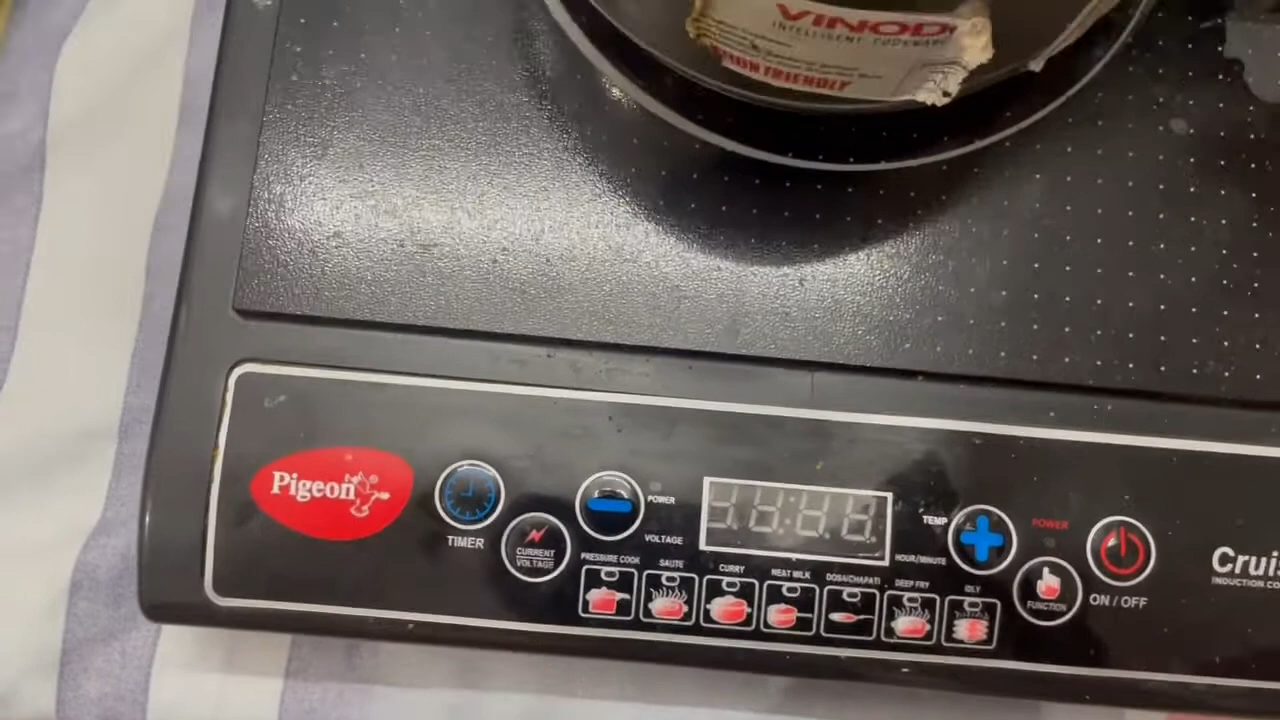 VINOD
INTELLIGENT COOKWARE
FRIENDLY
Pigeon
TIMER
CURRENT
VOLTAGE
POWER
VOLTAGE
TEMP
HOUR/MINUTE
POWER
FUNCTION
ON / OFF
PRESSURE COOK
SAUTE
CURRY
HEAT MILK
DOSA/CHAPATI
DEEP FRY
IDLY
Cruis
INDUCTION CO